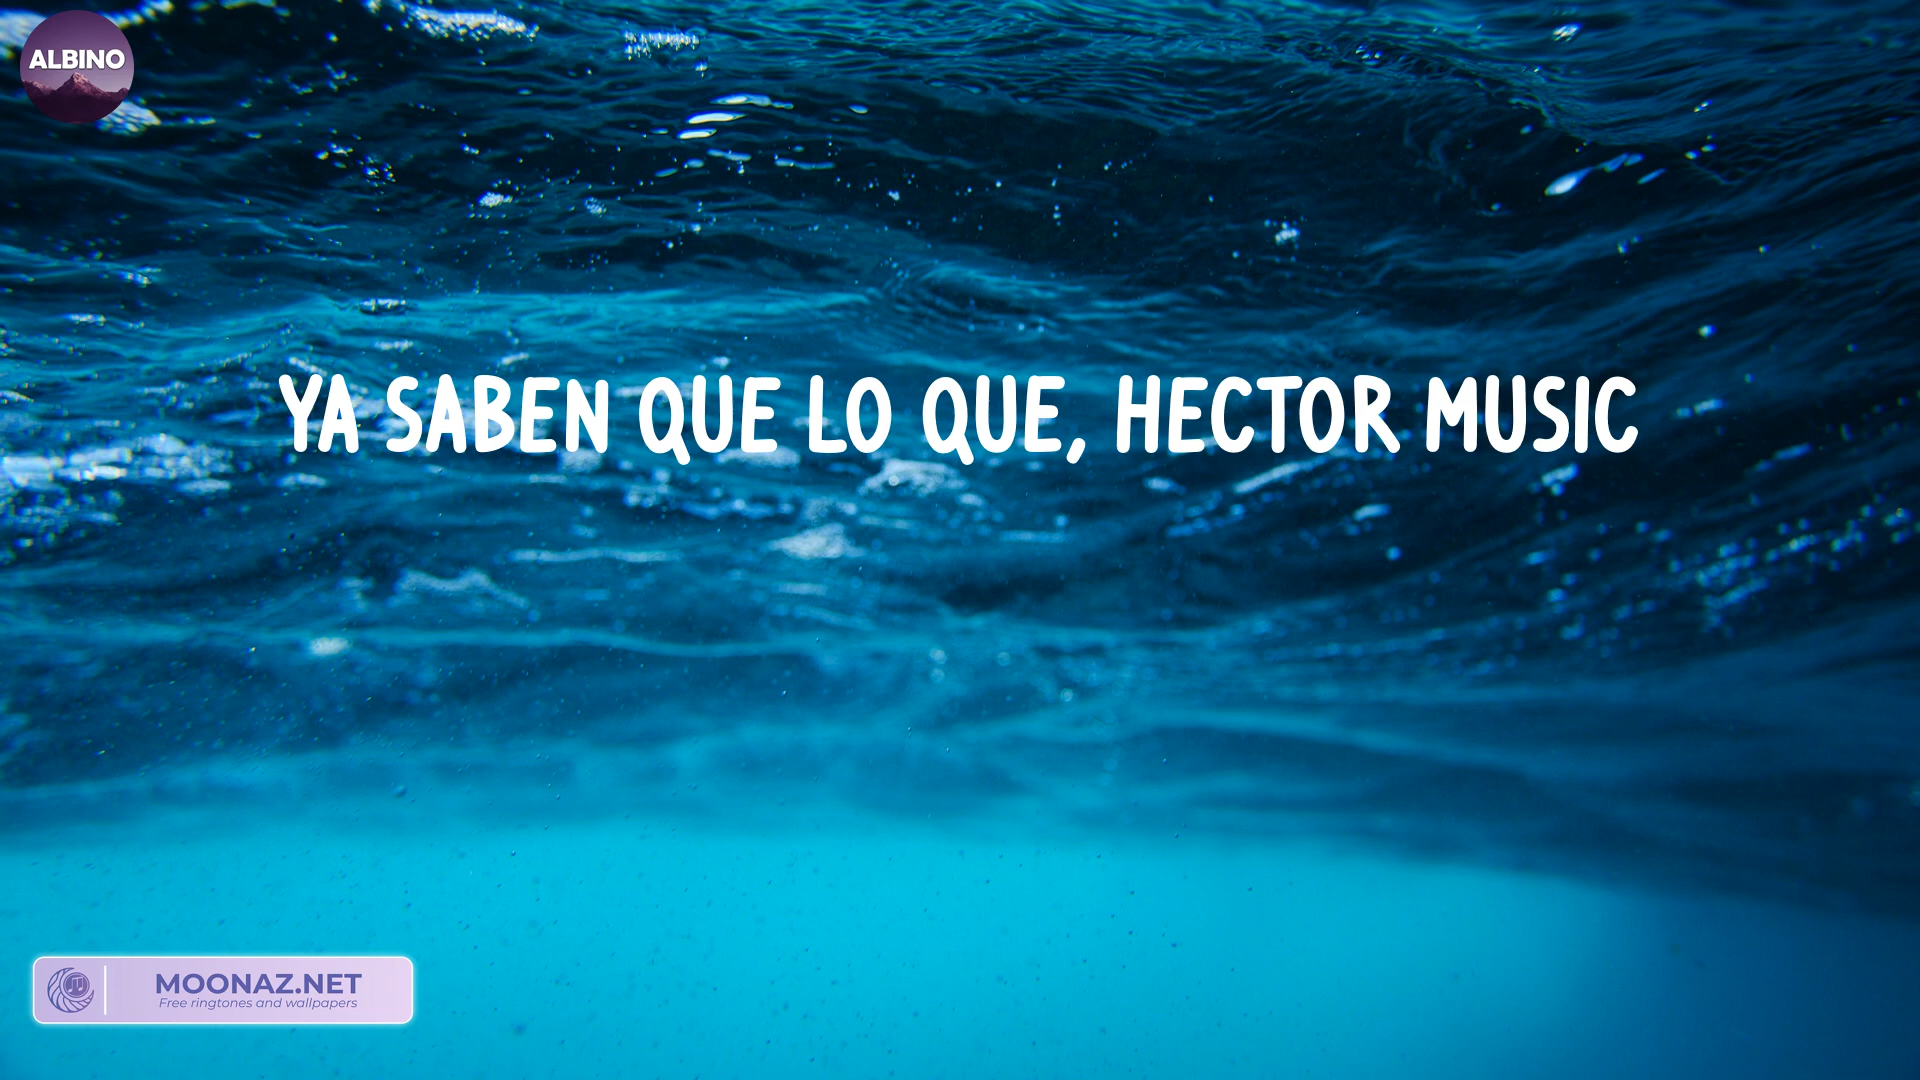 ALBINO
YA SABEN QUE LO QUE, HECTOR MUSIC
MOONAZ.NET
Free ringtones and wallpapers